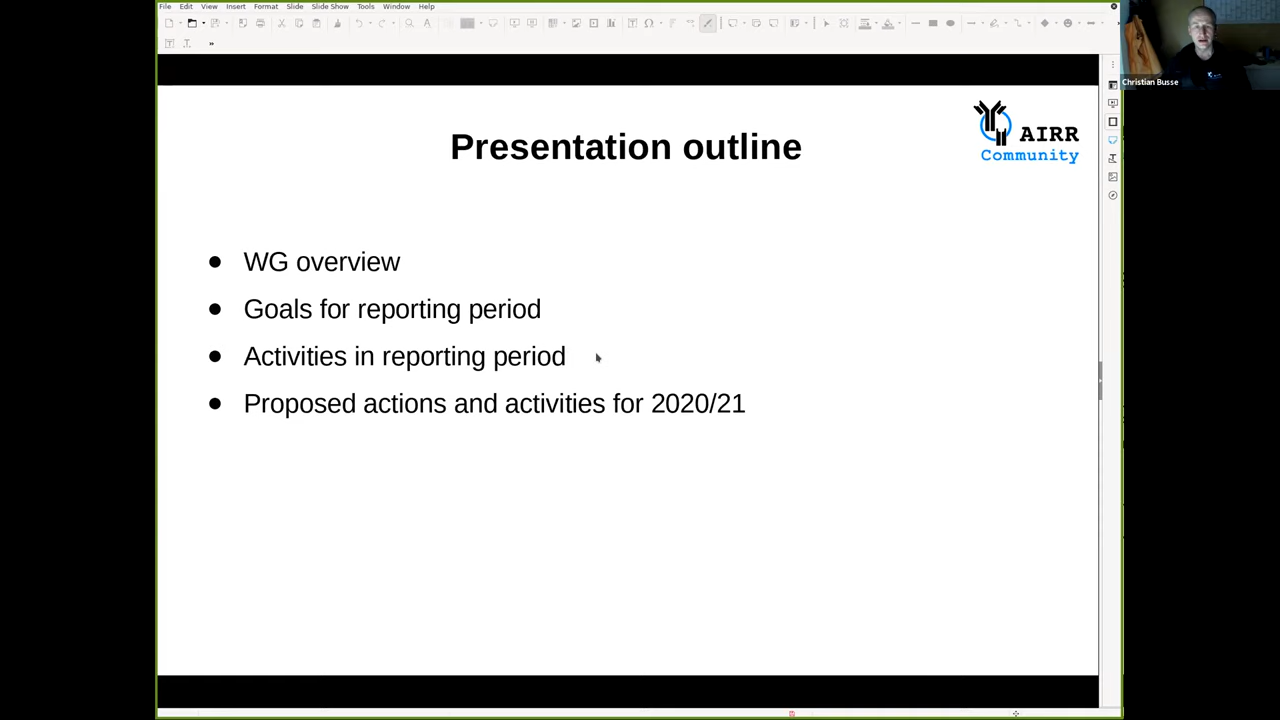 File Edit View Insert Format Slide Slide Show Tools Window Help
Christian Busse
Presentation outline
AIRR
Community
WG overview
Goals for reporting period
Activities in reporting period
Proposed actions and activities for 2020/21